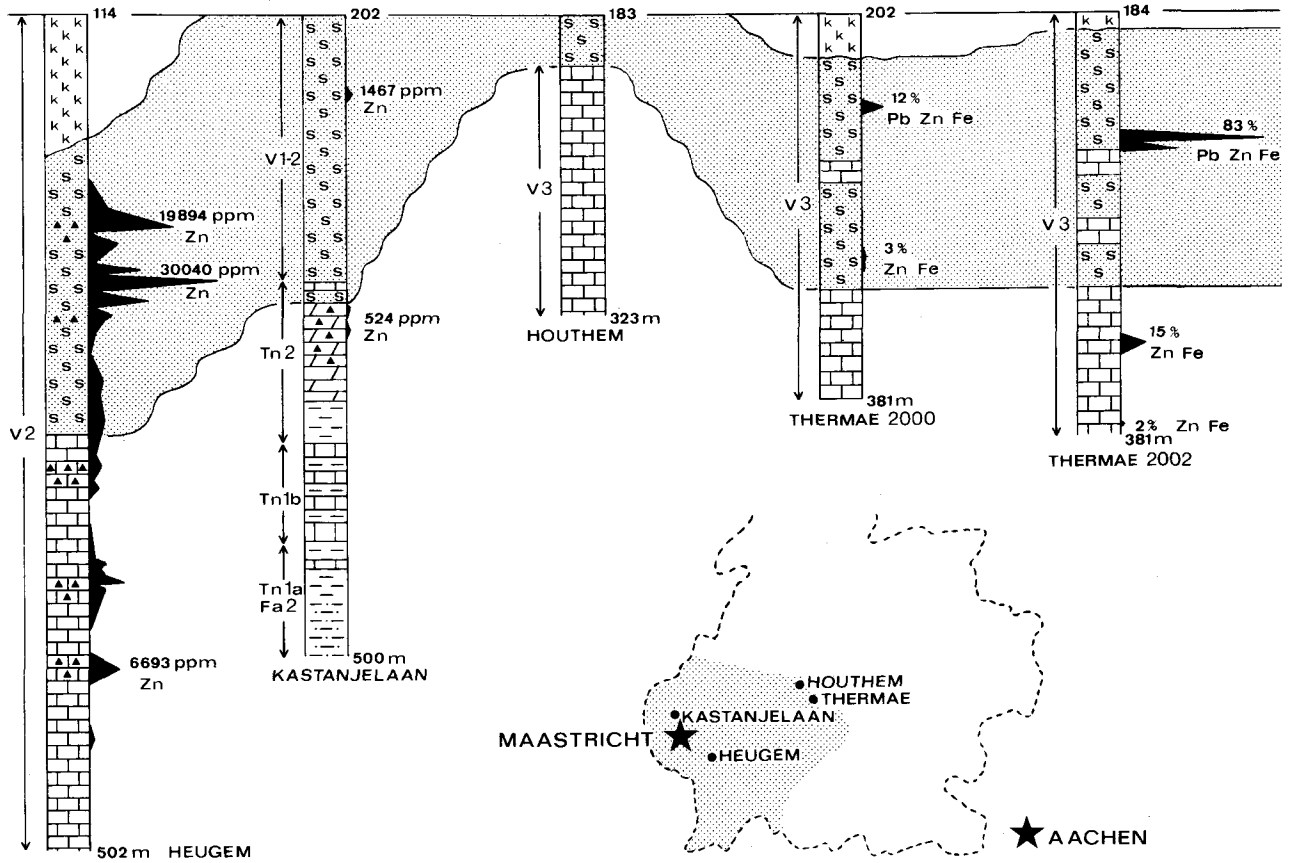 114
202
183
202
184
1467 ppm
Zn
12%
Pb Zn Fe
83%
Pb Zn Fe
V1-2
V3
V3
V3
19894 ppm
Zn
30040 ppm
Zn
3%
Zn Fe
524 ppm
Zn
323 m
HOUTHEM
15%
Zn Fe
Tn2
381 m
THERMAE 2000
2% Zn Fe
381 m
THERMAE 2002
V2
Tn1b
Tn1a
Fa2
6693 ppm
Zn
500 m
KASTANJELAAN
HOUTHEM
THERMAE
KASTANJELAAN
MAASTRICHT
HEUGEM
AACHEN
502 m HEUGEM